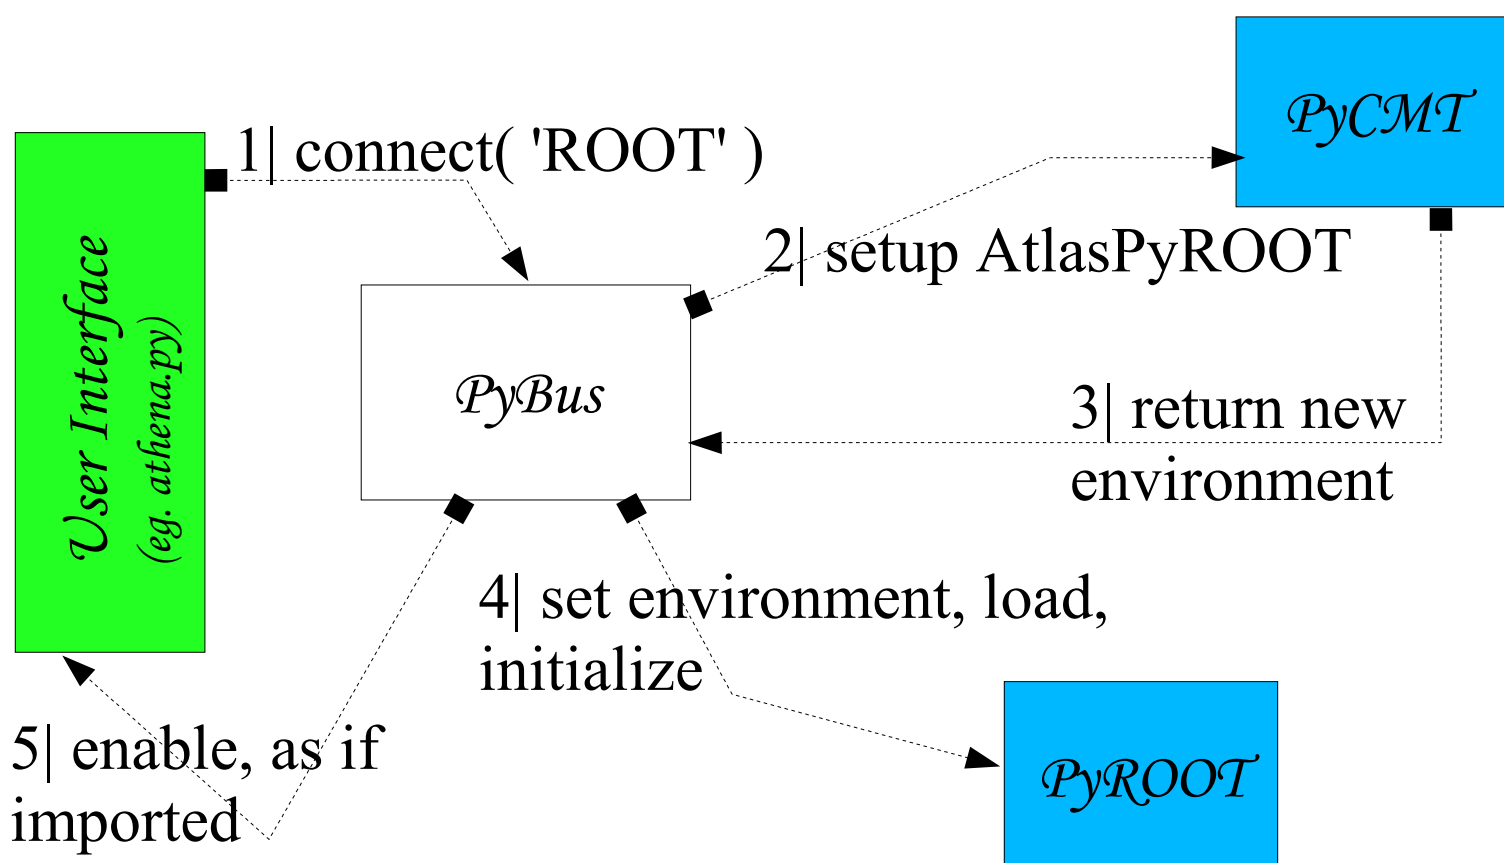 PyCMT
1| connect( 'ROOT' )
2| setup AtlasPyROOT
User Interface
(eg. athena.py)
PyBus
3| return new
environment
4| set environment, load,
initialize
5| enable, as if
imported
PyROOT